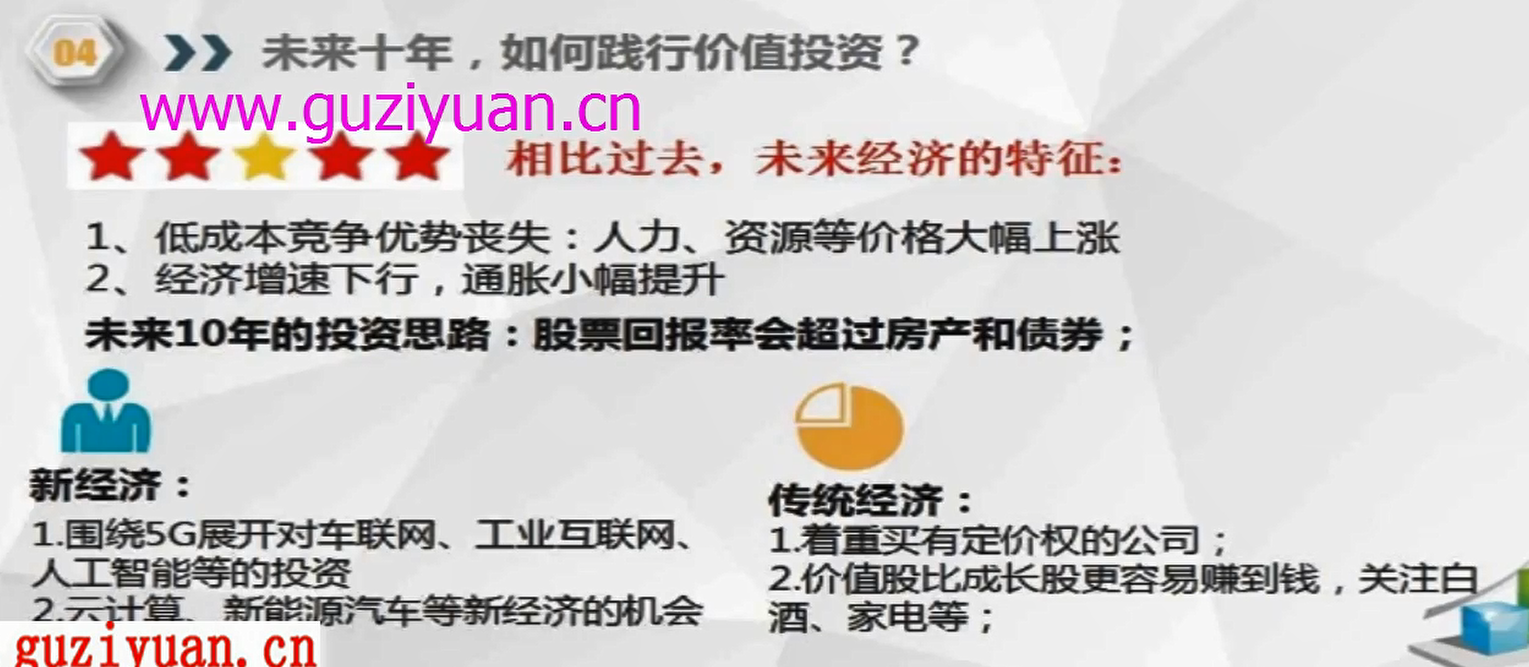 04
未来十年，如何践行价值投资？
www.guziyuan.cn
相比过去，未来经济的特征：
1、低成本竞争优势丧失：人力、资源等价格大幅上涨
2、经济增速下行，通胀小幅提升
未来10年的投资思路：股票回报率会超过房产和债券；
新经济：
1.围绕5G展开对车联网、工业互联网、
人工智能等的投资
2.云计算、新能源汽车等新经济的机会
传统经济：
1.着重买有定价权的公司；
2.价值股比成长股更容易赚到钱，关注白
酒、家电等；
guziyuan.cn